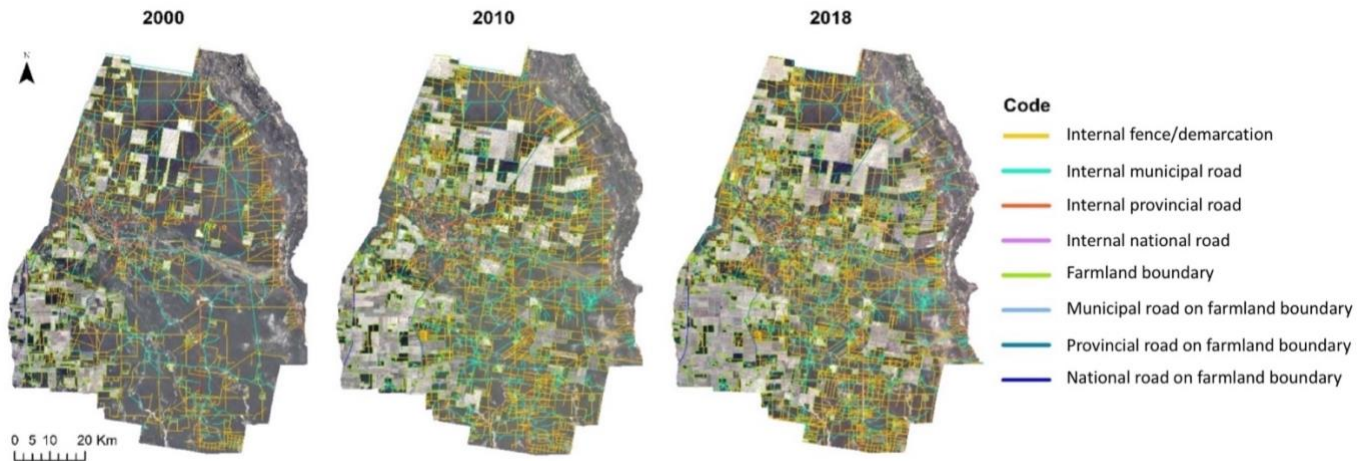 2000
2010
2018
N
Code
Internal fence/demarcation
Internal municipal road
Internal provincial road
Internal national road
Farmland boundary
Municipal road on farmland boundary
Provincial road on farmland boundary
National road on farmland boundary
0 5 10 20 Km